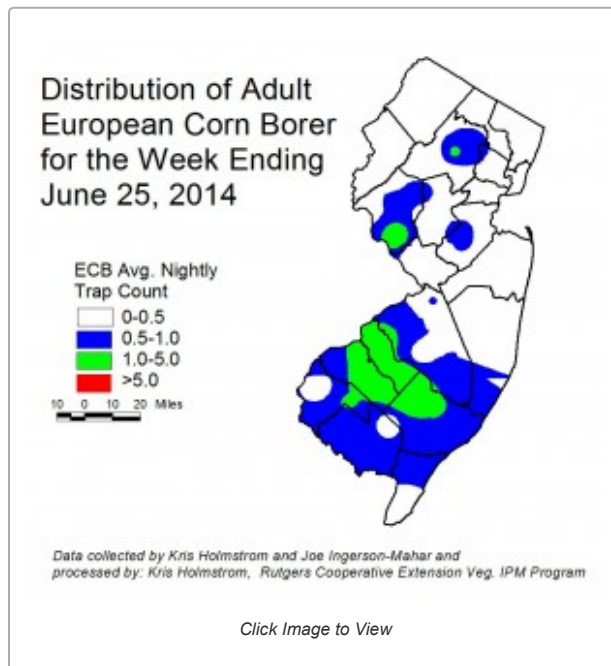 Distribution of Adult
European Corn Borer
for the Week Ending
June 25, 2014
ECB Avg. Nightly
Trap Count
0-0.5
0.5-1.0
1.0-5.0
>5.0
10 0 10 20 Miles
Data collected by Kris Holmstrom and Joe Ingerson-Mahar and
processed by: Kris Holmstrom, Rutgers Cooperative Extension Veg. IPM Program
Click Image to View